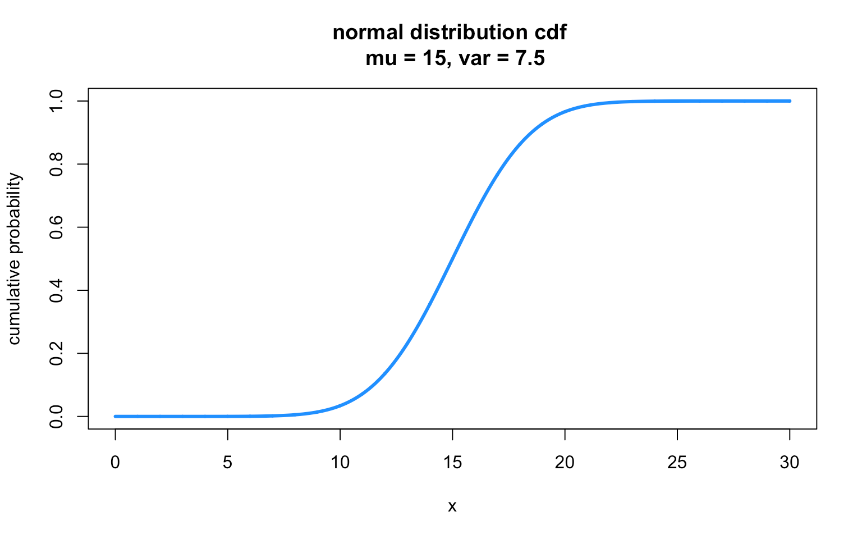 normal distribution cdf
mu = 15, var = 7.5
cumulative probability
1.0
0.8
0.6
0.4
0.2
0.0
0 5 10 15 20 25 30
x